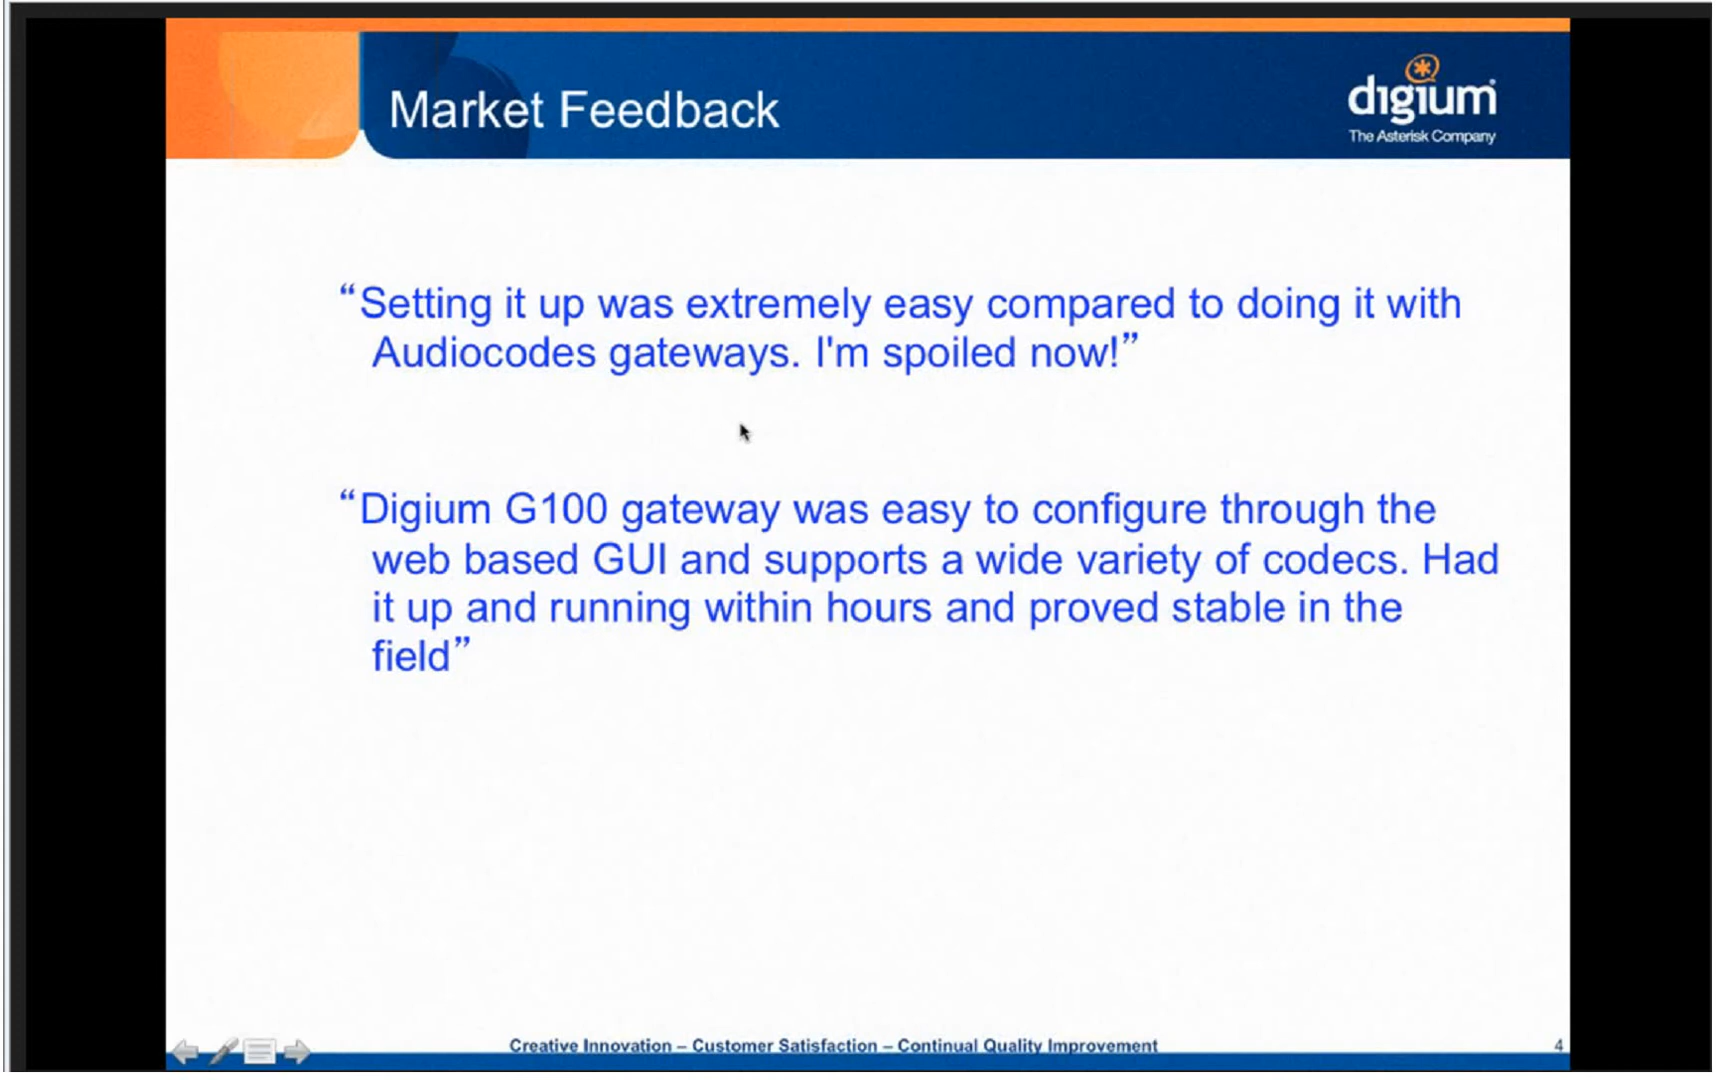 Market Feedback
digium
The Asterisk Company
“Setting it up was extremely easy compared to doing it with
Audiocodes gateways. I'm spoiled now!”
“Digium G100 gateway was easy to configure through the
web based GUI and supports a wide variety of codecs. Had
it up and running within hours and proved stable in the
field”
Creative Innovation – Customer Satisfaction – Continual Quality Improvement
4